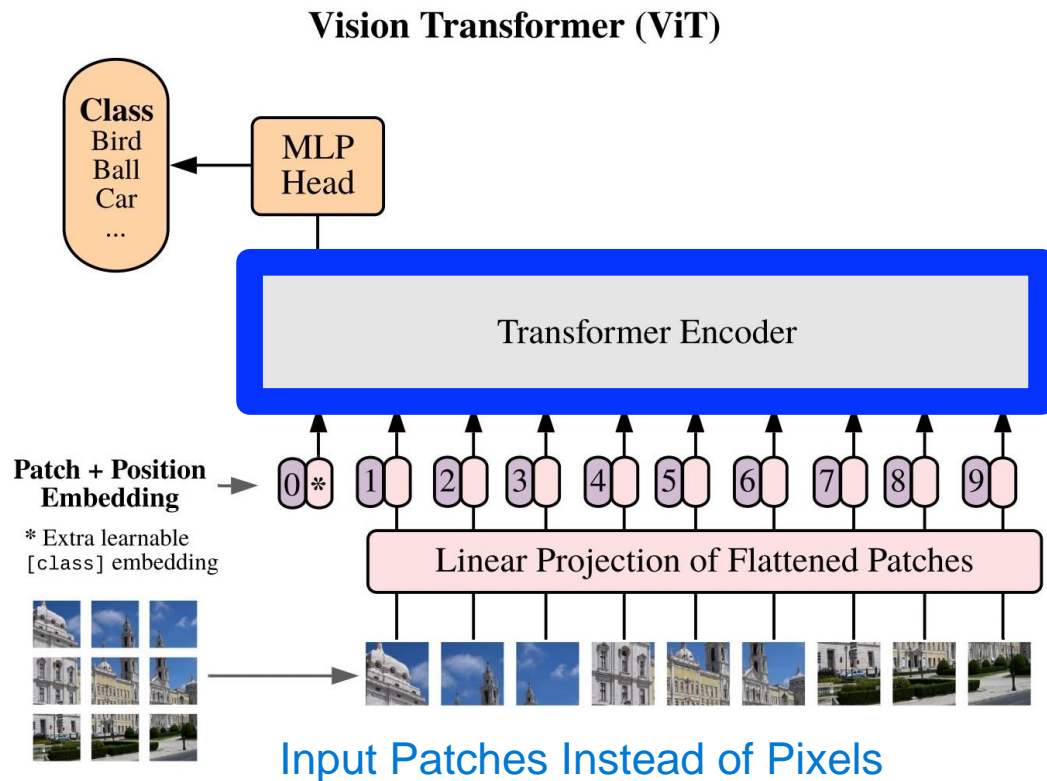 Vision Transformer (ViT)
Class
Bird
Ball
Car
...
MLP
Head
Transformer Encoder
Patch + Position
Embedding
* Extra learnable
[class] embedding
0 * 1 2 3 4 5 6 7 8 9
Linear Projection of Flattened Patches
Input Patches Instead of Pixels